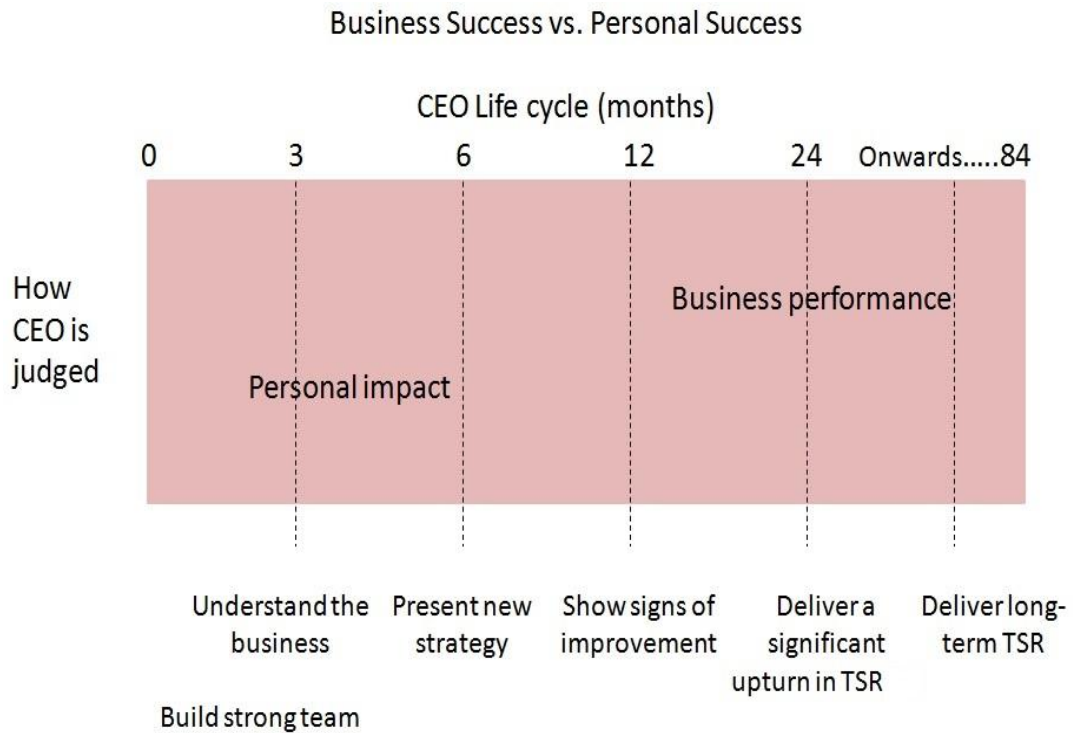 Business Success vs. Personal Success
CEO Life cycle (months)
0 3 6 12 24 Onwards.....84
How
CEO is
judged
Business performance
Personal impact
Understand the
business
Present new
strategy
Show signs of
improvement
Deliver a
significant
upturn in TSR
Deliver long-
term TSR
Build strong team